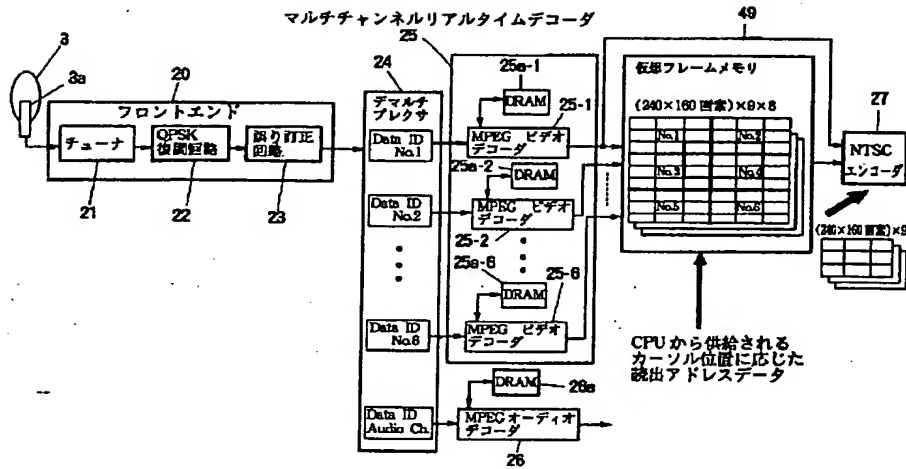 マルチチャンネルリアルタイムデコーダ
3
3a
20
フロントエンド
チューナ
QPSK
復調回路
誤り訂正
回路
21
22
23
24
デマルチ
プレクサ
Data ID
No.1
Data ID
No.2
Data ID
No.6
Data ID
Audio Ch.
25
25a-1
DRAM
25-1
MPEG ビデオ
デコーダ
25a-2
DRAM
MPEG ビデオ
デコーダ
25-2
25a-6
DRAM
25-6
MPEG ビデオ
デコーダ
DRAM
26a
MPEG オーディオ
デコーダ
26
49
仮想フレームメモリ
(240×160画素)×9×6
No.1
No.2
No.3
No.4
No.5
No.6
27
NTSC
エンコーダ
(240×160画素)×9
CPUから供給される
カーソル位置に応じた
読出アドレスデータ